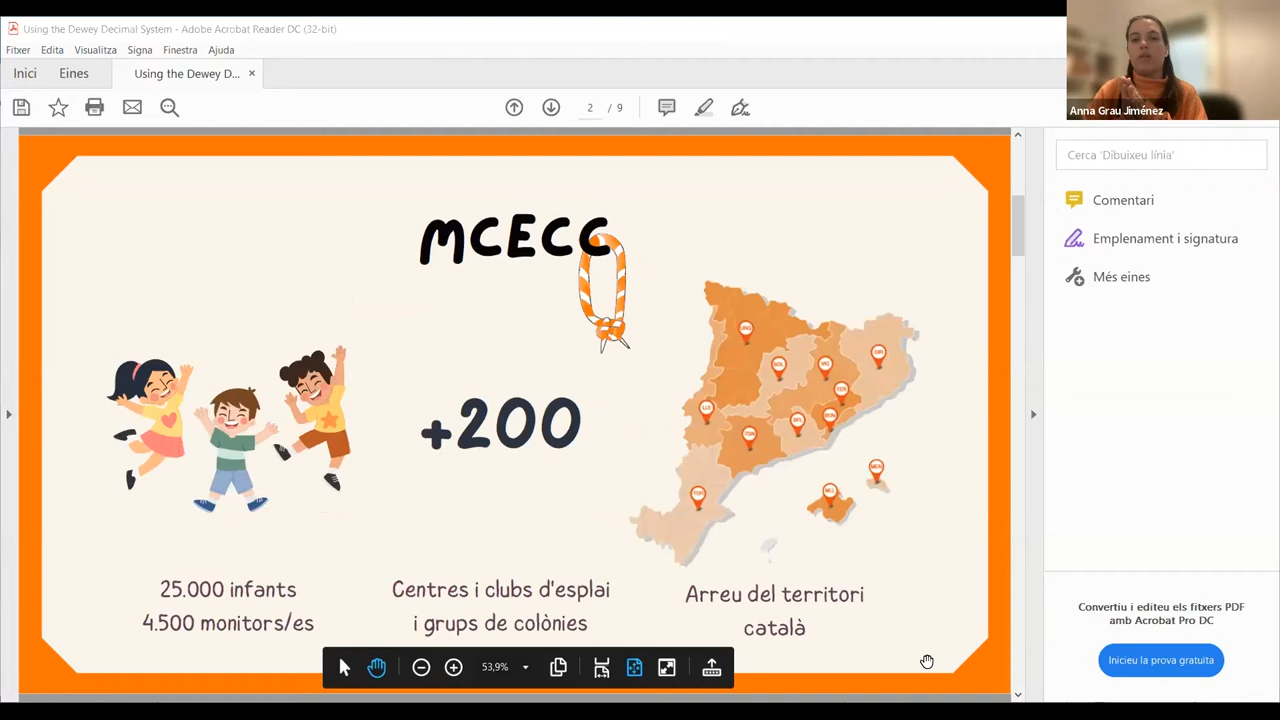 Using the Dewey Decimal System - Adobe Acrobat Reader DC (32-bit)
Fitxer Edita Visualitza Signa Finestra Ajuda
Inici Eines Using the Dewey D... ×
2 / 9
Anna Grau Jiménez
Cerca 'Dibuixeu línia'
Comentari
Emplenament i signatura
Més eines
MCECC
+200
25.000 infants
4.500 monitors/es
Centres i clubs d'esplai
i grups de colònies
Arreu del territori
català
53,9%
Convertiu i editeu els fitxers PDF
amb Acrobat Pro DC
Inicieu la prova gratuïta